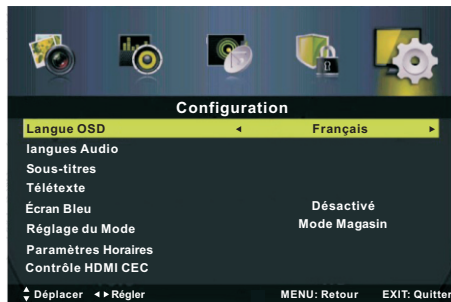 Configuration
Langue OSD ◄ Français ►
langues Audio
Sous-titres
Télétexte
Écran Bleu Désactivé
Réglage du Mode Mode Magasin
Paramètres Horaires
Contrôle HDMI CEC
Déplacer ◄► Régler MENU: Retour EXIT: Quitter